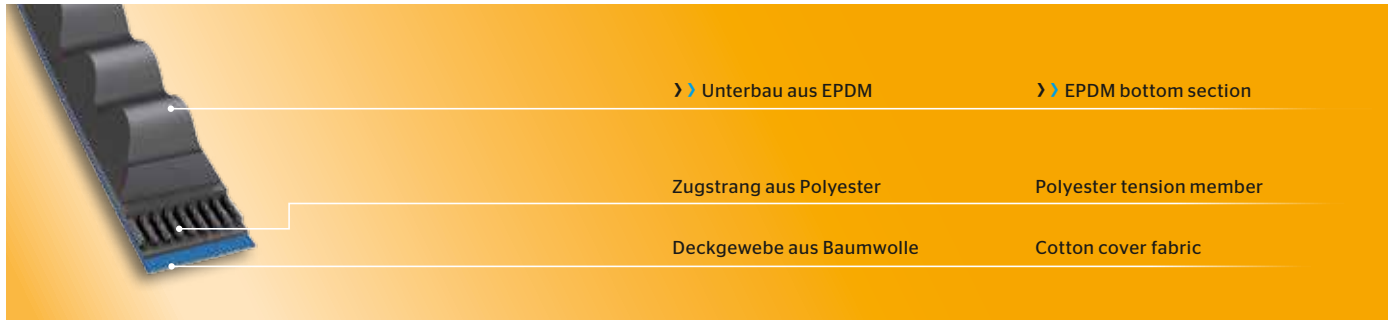 ❯❯ Unterbau aus EPDM
❯❯ EPDM bottom section
Zugstrang aus Polyester
Polyester tension member
Deckgewebe aus Baumwolle
Cotton cover fabric